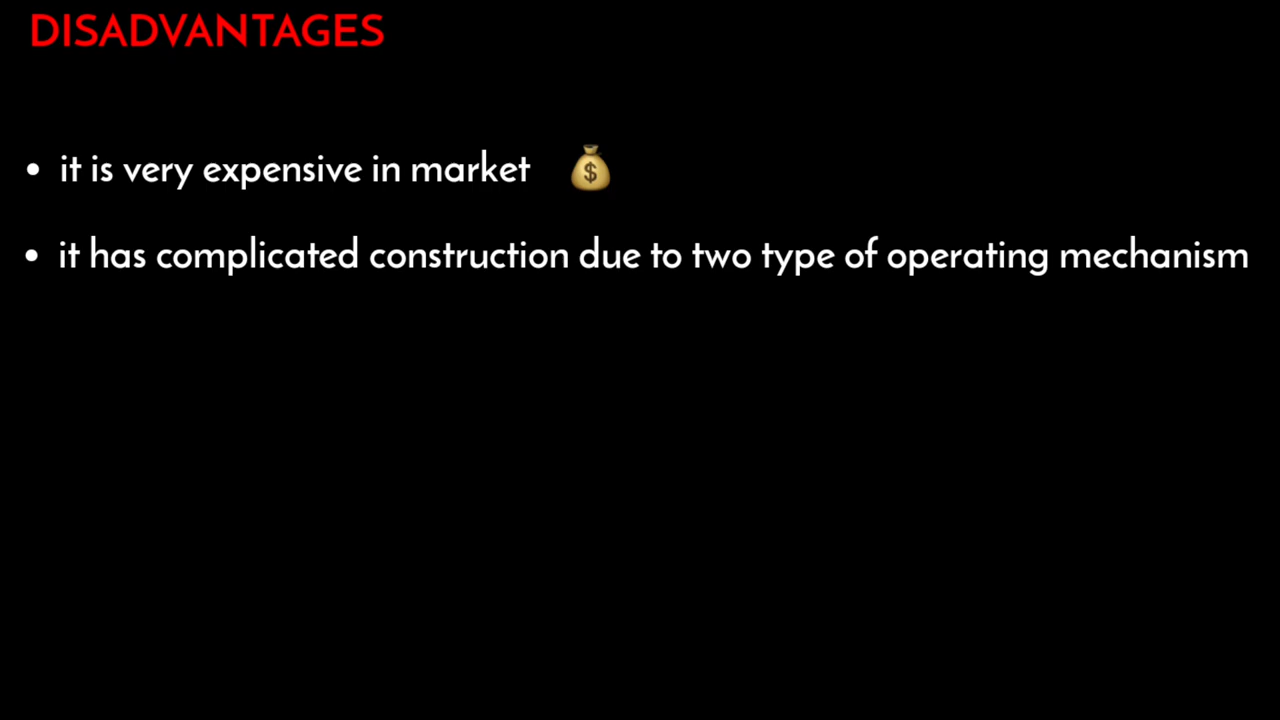 DISADVANTAGES
• it is very expensive in market 💰
• it has complicated construction due to two type of operating mechanism